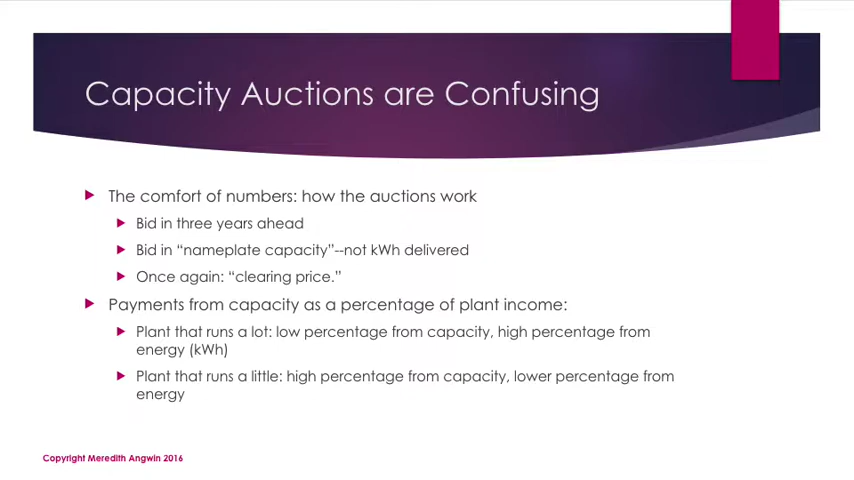 Capacity Auctions are Confusing
The comfort of numbers: how the auctions work
Bid in three years ahead
Bid in “nameplate capacity”--not kWh delivered
Once again: “clearing price.”
Payments from capacity as a percentage of plant income:
Plant that runs a lot: low percentage from capacity, high percentage from
energy (kWh)
Plant that runs a little: high percentage from capacity, lower percentage from
energy
Copyright Meredith Angwin 2016